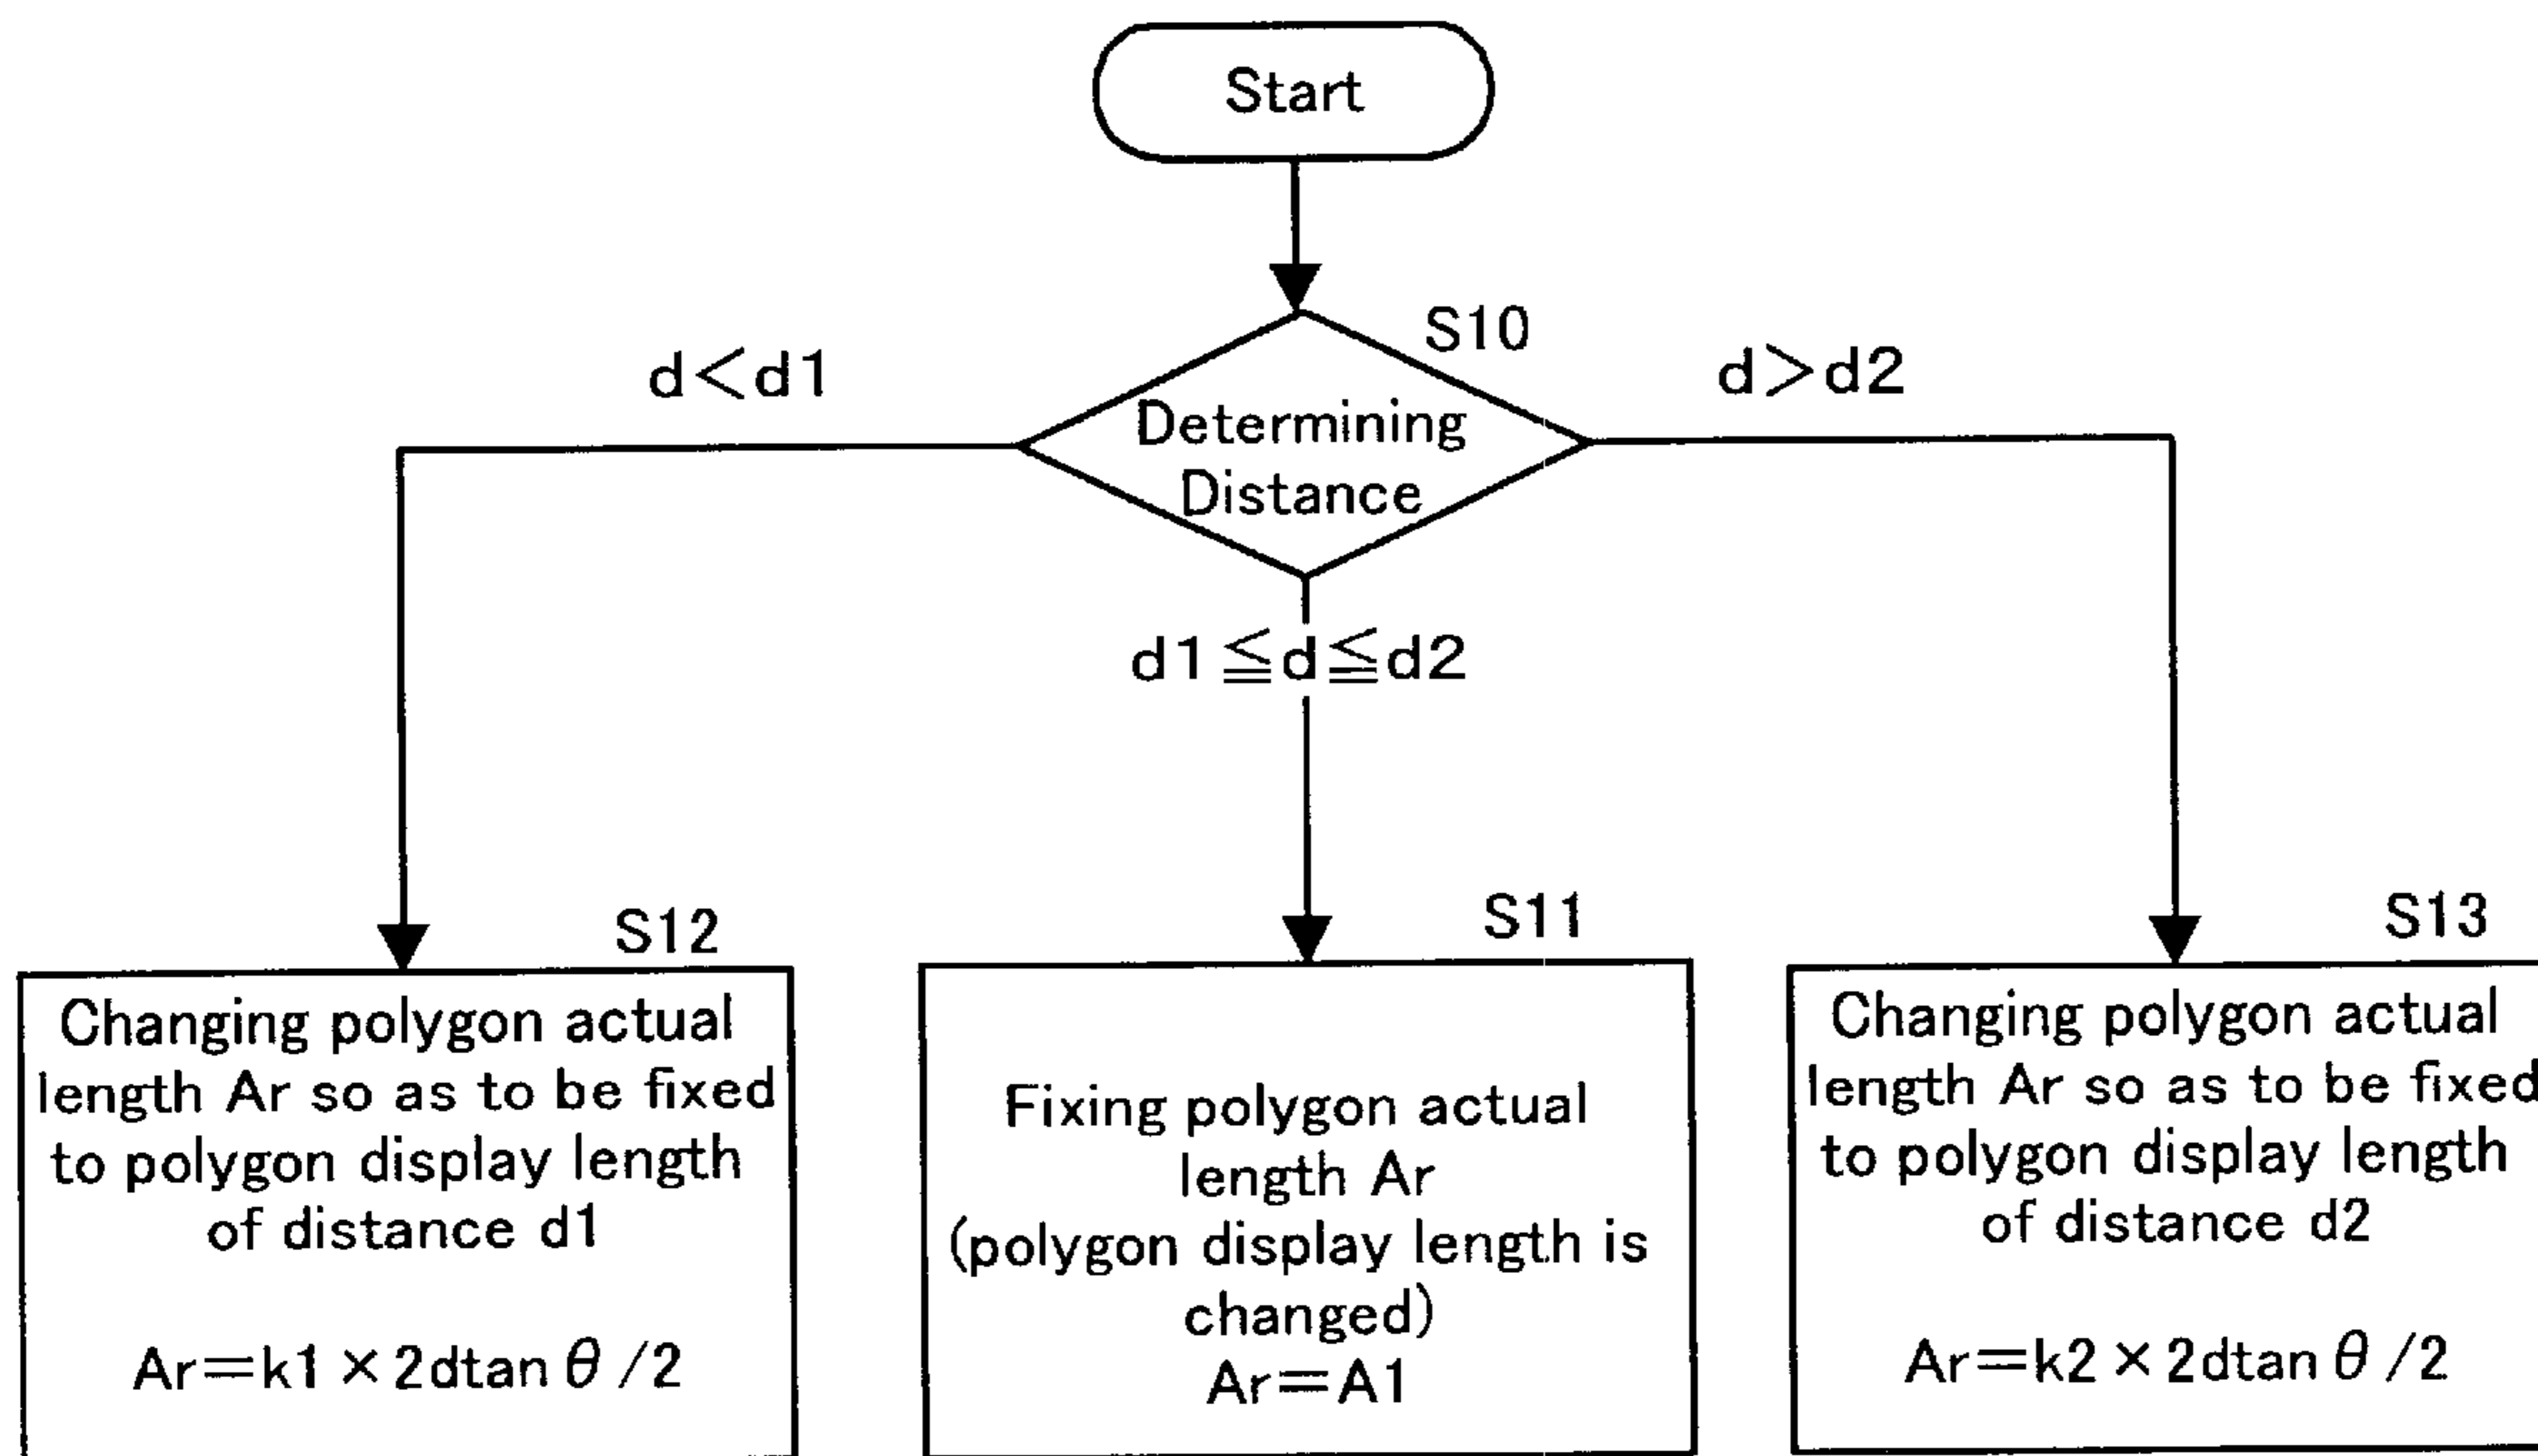 Start
S10
d<d1
d>d2
Determining
Distance
d1≦d≦d2
S12
Changing polygon actual
length Ar so as to be fixed
to polygon display length
of distance d1
Ar=k1×2dtanθ/2
S11
Fixing polygon actual
length Ar
(polygon display length is
changed)
Ar=A1
S13
Changing polygon actual
length Ar so as to be fixed
to polygon display length
of distance d2
Ar=k2×2dtanθ/2